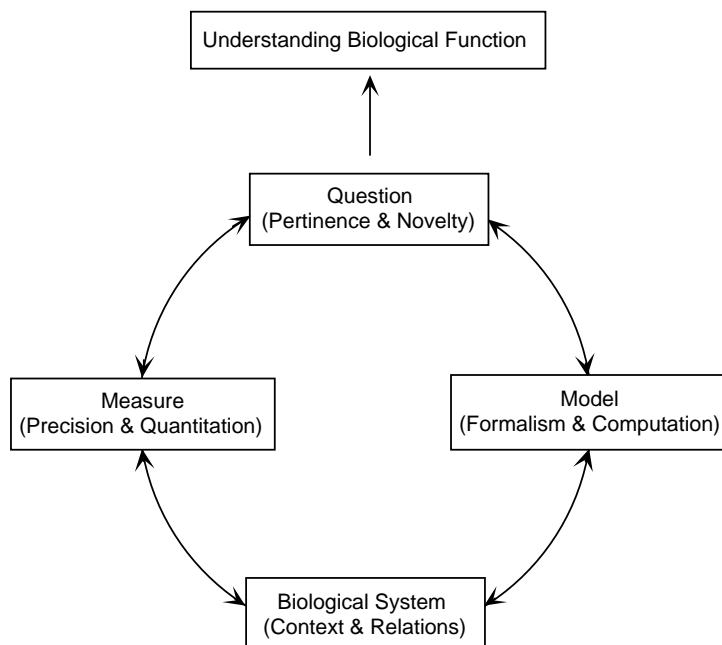 Understanding Biological Function
Question
(Pertinence & Novelty)
Measure
(Precision & Quantitation)
Model
(Formalism & Computation)
Biological System
(Context & Relations)